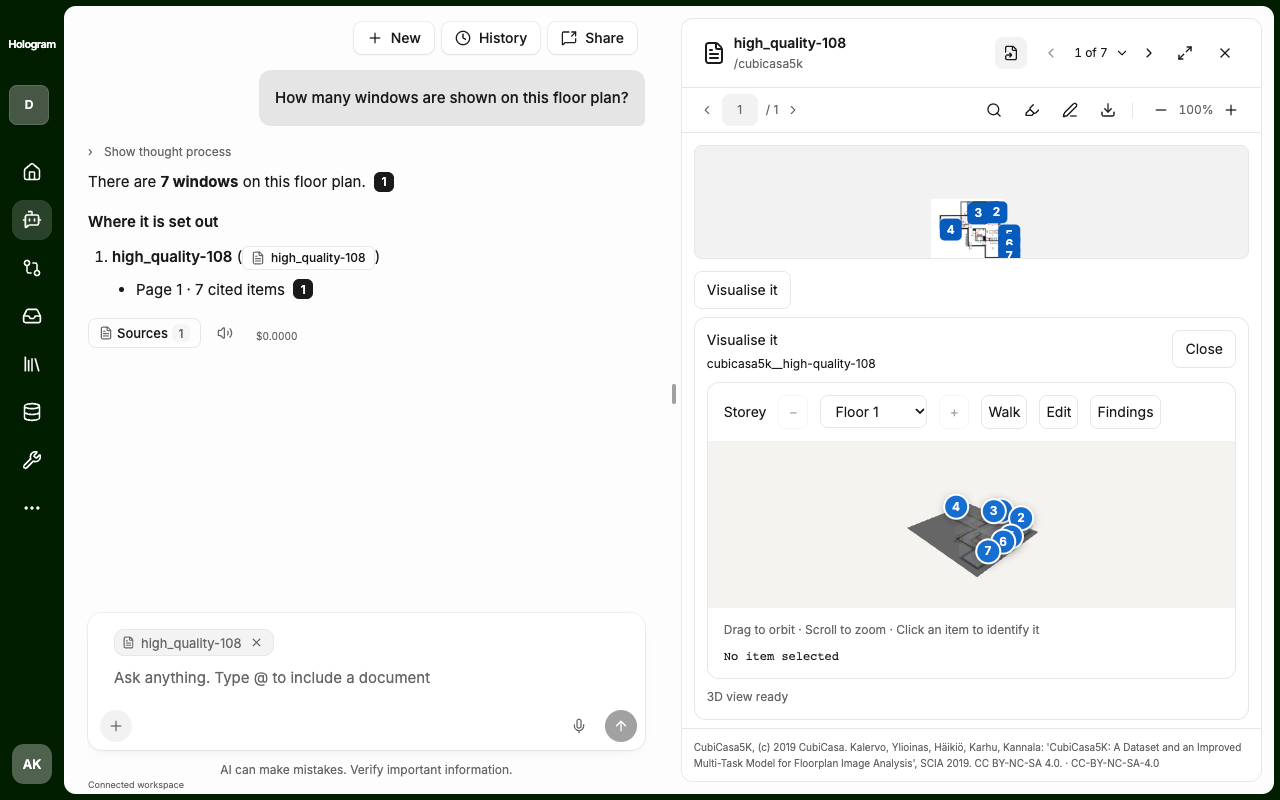 Hologram
D
AK
New
History
Share
How many windows are shown on this floor plan?
Show thought process
There are 7 windows on this floor plan. 1
Where it is set out
1. high_quality-108 ( high_quality-108 )
• Page 1 · 7 cited items 1
Sources 1
$0.0000
high_quality-108 ×
Ask anything. Type @ to include a document
AI can make mistakes. Verify important information.
Connected workspace
high_quality-108
/cubicasa5k
1 of 7
1 / 1
100%
3 2
4
6
7
Visualise it
Visualise it
cubicasa5k__high-quality-108
Close
Storey − Floor 1 + Walk Edit Findings
4 3 2
6
7
Drag to orbit · Scroll to zoom · Click an item to identify it
No item selected
3D view ready
CubiCasa5K, (c) 2019 CubiCasa. Kalervo, Ylioinas, Häikiö, Karhu, Kannala: 'CubiCasa5K: A Dataset and an Improved
Multi-Task Model for Floorplan Image Analysis', SCIA 2019. CC BY-NC-SA 4.0. · CC-BY-NC-SA-4.0